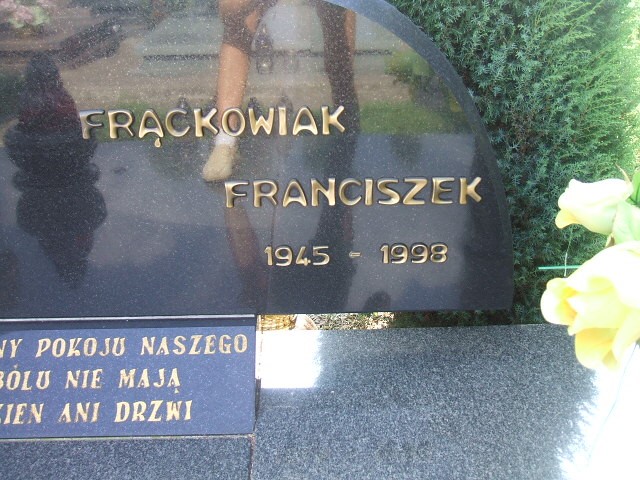 FRĄCKOWIAK
FRANCISZEK
1945 - 1998
NY POKOJU NASZEGO
BÓLU NIE MAJĄ
KIEN ANI DRZWI